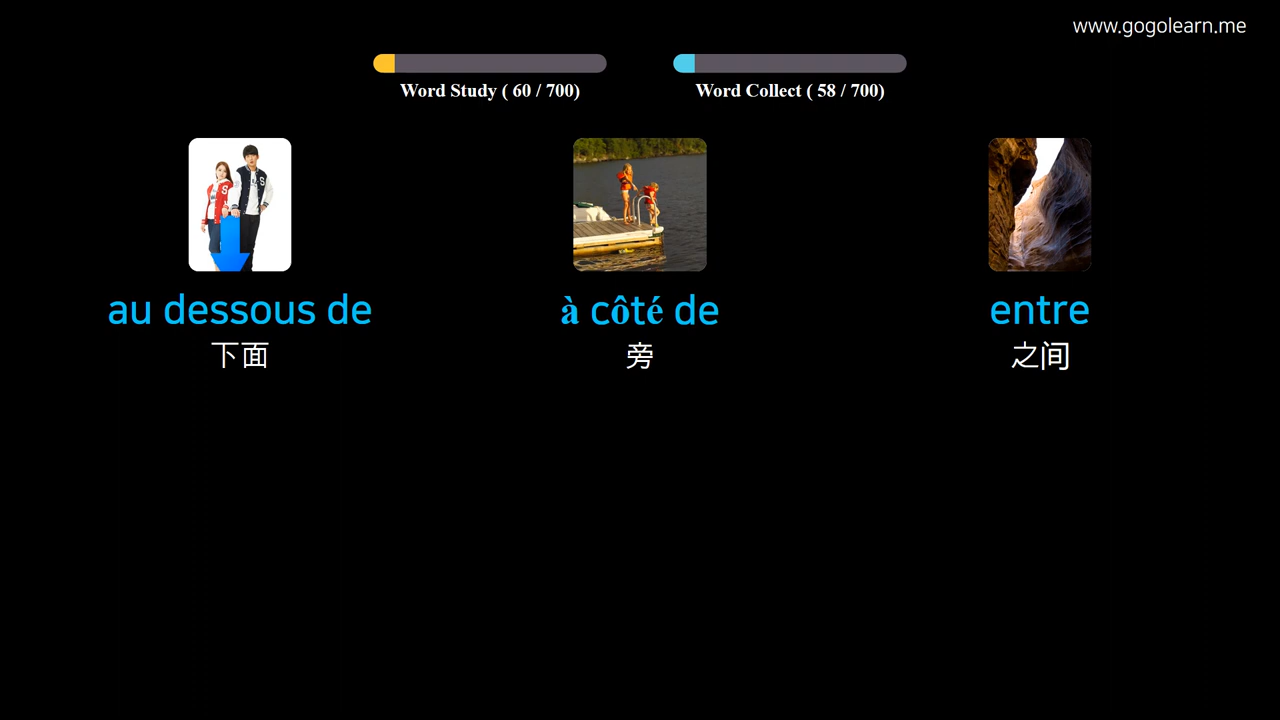 www.gogolearn.me
Word Study ( 60 / 700)
Word Collect ( 58 / 700)
au dessous de
à côté de
entre
下面
旁
之间